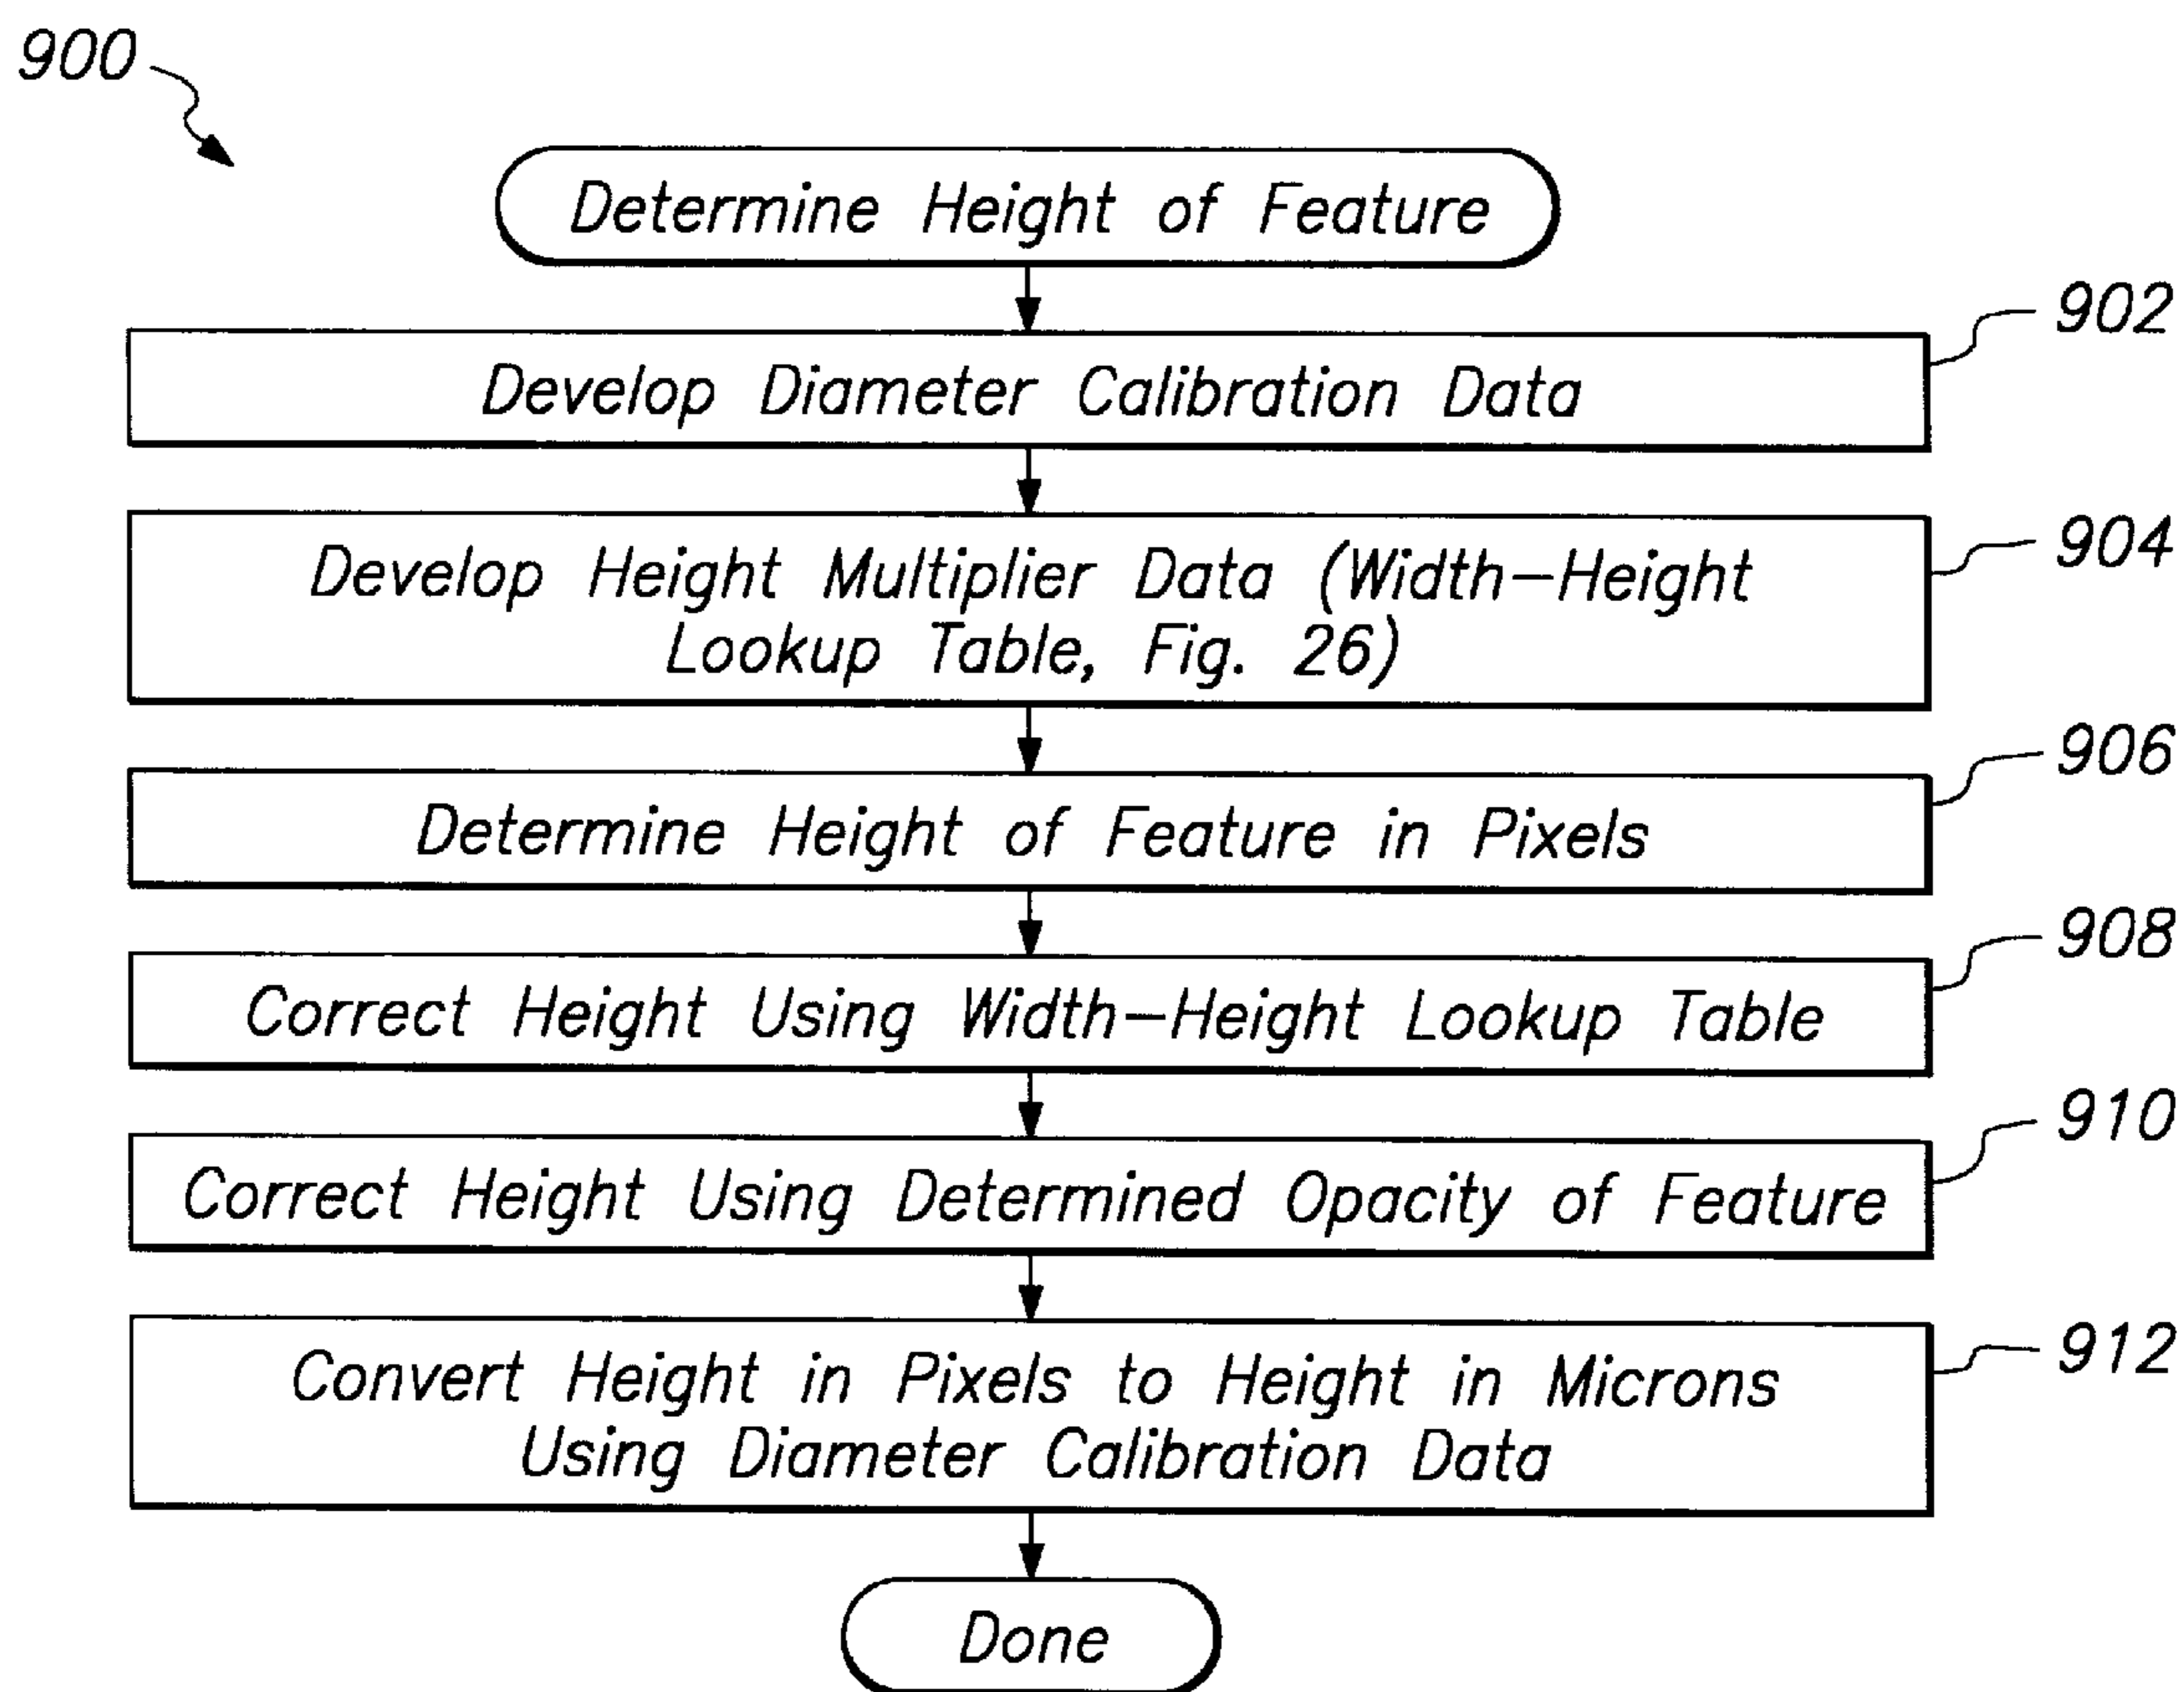 900
Determine Height of Feature
902
Develop Diameter Calibration Data
904
Develop Height Multiplier Data (Width-Height
Lookup Table, Fig. 26)
906
Determine Height of Feature in Pixels
908
Correct Height Using Width-Height Lookup Table
910
Correct Height Using Determined Opacity of Feature
912
Convert Height in Pixels to Height in Microns
Using Diameter Calibration Data
Done